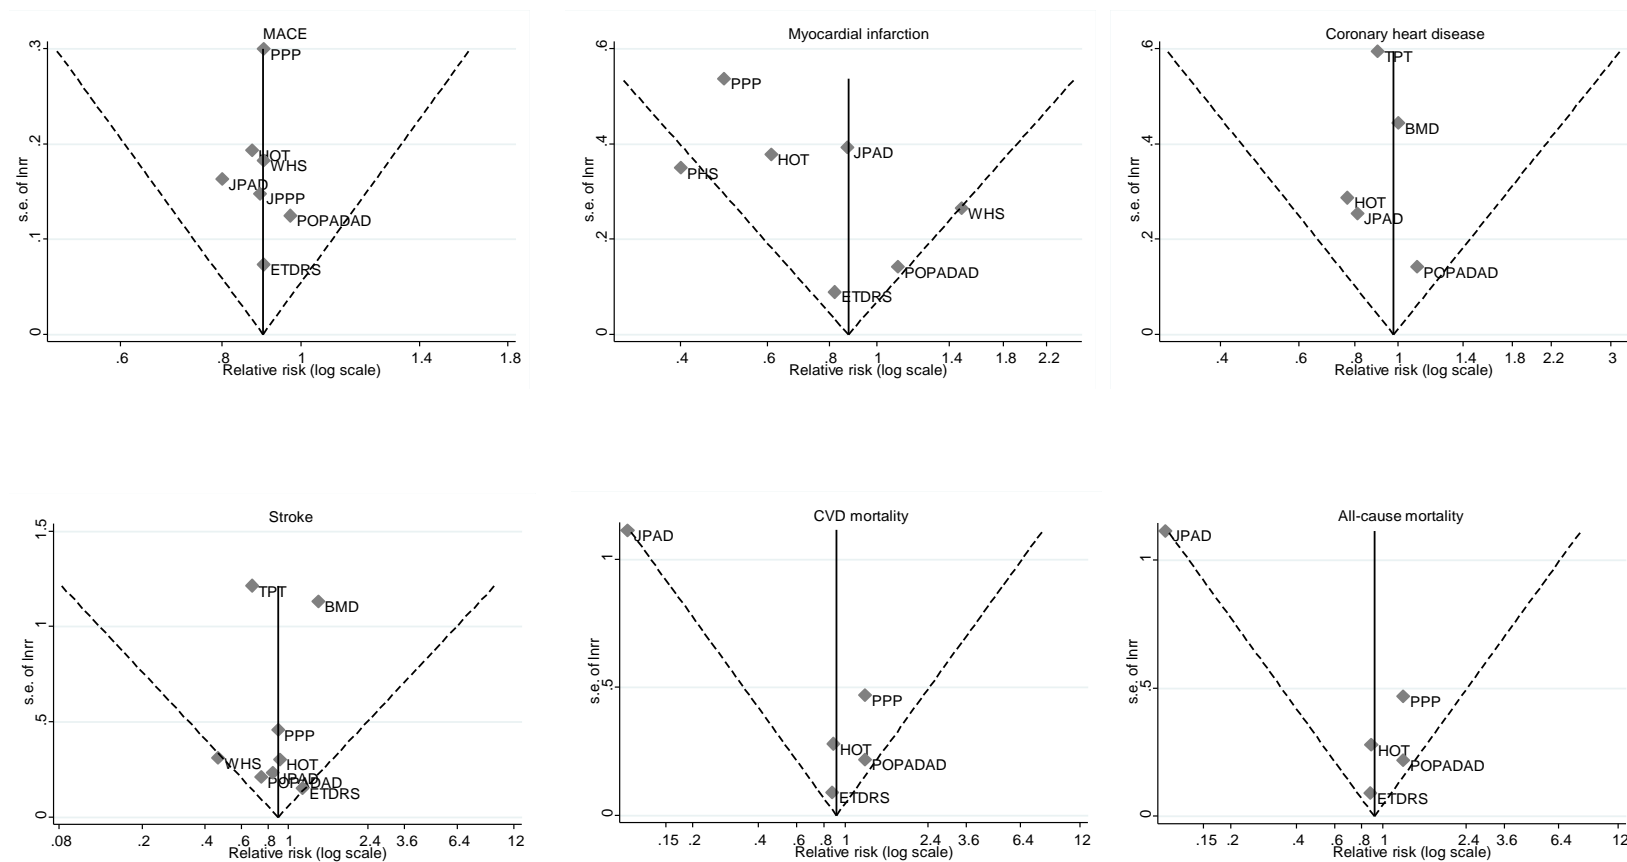 MACE
.3
.2
.1
0
s.e. of lnrr
PPP
HOT
WHS
JPAD
JPPP
POPADAD
ETDRS
.6 .8 1 1.4 1.8
Relative risk (log scale)
Myocardial infarction
.6
.4
.2
0
s.e. of lnrr
PPP
JPAD
HOT
PHS
WHS
POPADAD
ETDRS
.4 .6 .8 1 1.4 1.8 2.2
Relative risk (log scale)
Coronary heart disease
.6
.4
.2
0
s.e. of lnrr
TPT
BMD
HOT
JPAD
POPADAD
.4 .6 .8 1 1.4 1.8 2.2 3
Relative risk (log scale)
Stroke
1.5
1
.5
0
s.e. of lnrr
TPT
BMD
PPP
WHS
HOT
JPAD
POPADAD
ETDRS
.08 .2 .4 .6 .8 1 2.4 3.6 6.4 12
Relative risk (log scale)
CVD mortality
1
.5
0
s.e. of lnrr
JPAD
PPP
HOT
POPADAD
ETDRS
.15 .2 .4 .6 .8 1 2.4 3.6 6.4 12
Relative risk (log scale)
All-cause mortality
1
.5
0
s.e. of lnrr
JPAD
PPP
HOT
POPADAD
ETDRS
.15 .2 .4 .6 .8 1 2.4 3.6 6.4 12
Relative risk (log scale)